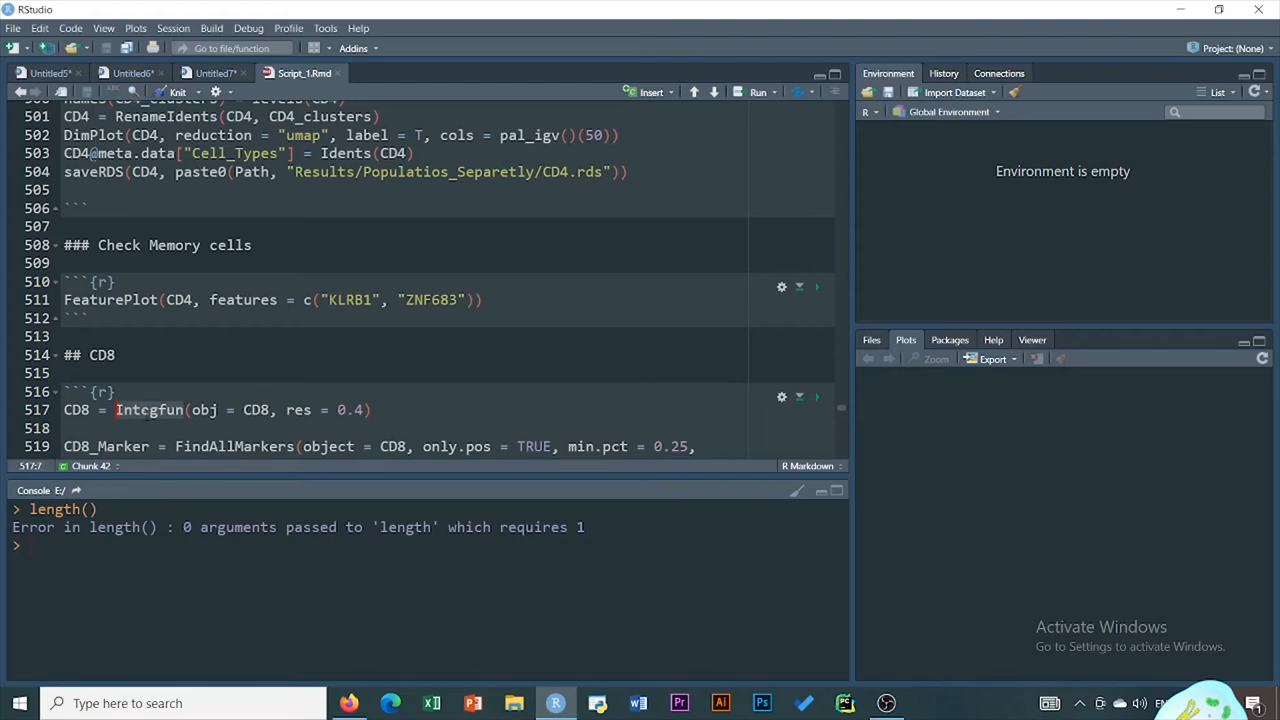 RStudio
File Edit Code View Plots Session Build Debug Profile Tools Help
Go to file/function Addins Project: (None)
Untitled5* Untitled6* Untitled7* Script_1.Rmd
Knit Insert Run
501 CD4 = RenameIdents(CD4, CD4_clusters)
502 DimPlot(CD4, reduction = "umap", label = T, cols = pal_igv()(50))
503 CD4@meta.data["Cell_Types"] = Idents(CD4)
504 saveRDS(CD4, paste0(Path, "Results/Populatios_Separetly/CD4.rds"))
505
506 ```
507
508 ### Check Memory cells
509
510 ```{r}
511 FeaturePlot(CD4, features = c("KLRB1", "ZNF683"))
512 ```
513
514 ## CD8
515
516 ```{r}
517 CD8 = (obj = CD8, res = 0.4)
518
519 CD8_Marker = FindAllMarkers(object = CD8, only.pos = TRUE, min.pct = 0.25,
517:7 Chunk 42 R Markdown
Console E:/
> length()
Error in length() : 0 arguments passed to 'length' which requires 1
>
Environment History Connections
Import Dataset List
R Global Environment
Environment is empty
Files Plots Packages Help Viewer
Zoom Export
Activate Windows
Go to Settings to activate Windows.
Type here to search